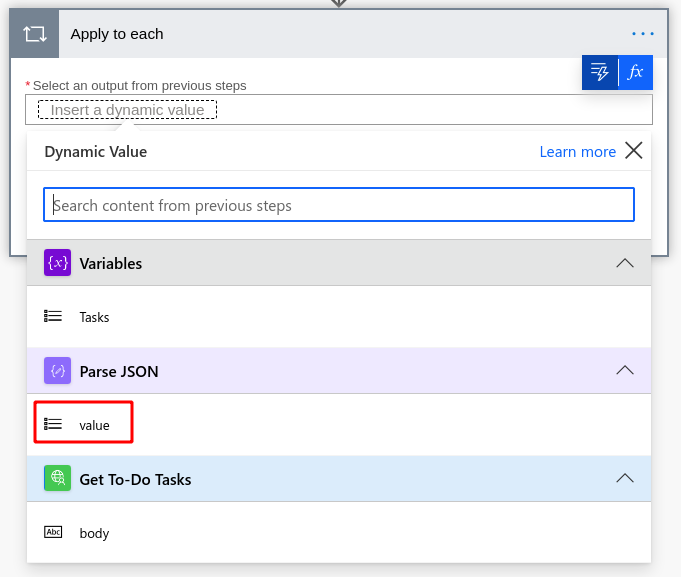 Apply to each
* Select an output from previous steps
fx
Insert a dynamic value
Dynamic Value
Learn more
Search content from previous steps
{x} Variables
Tasks
Parse JSON
value
Get To-Do Tasks
Abc body